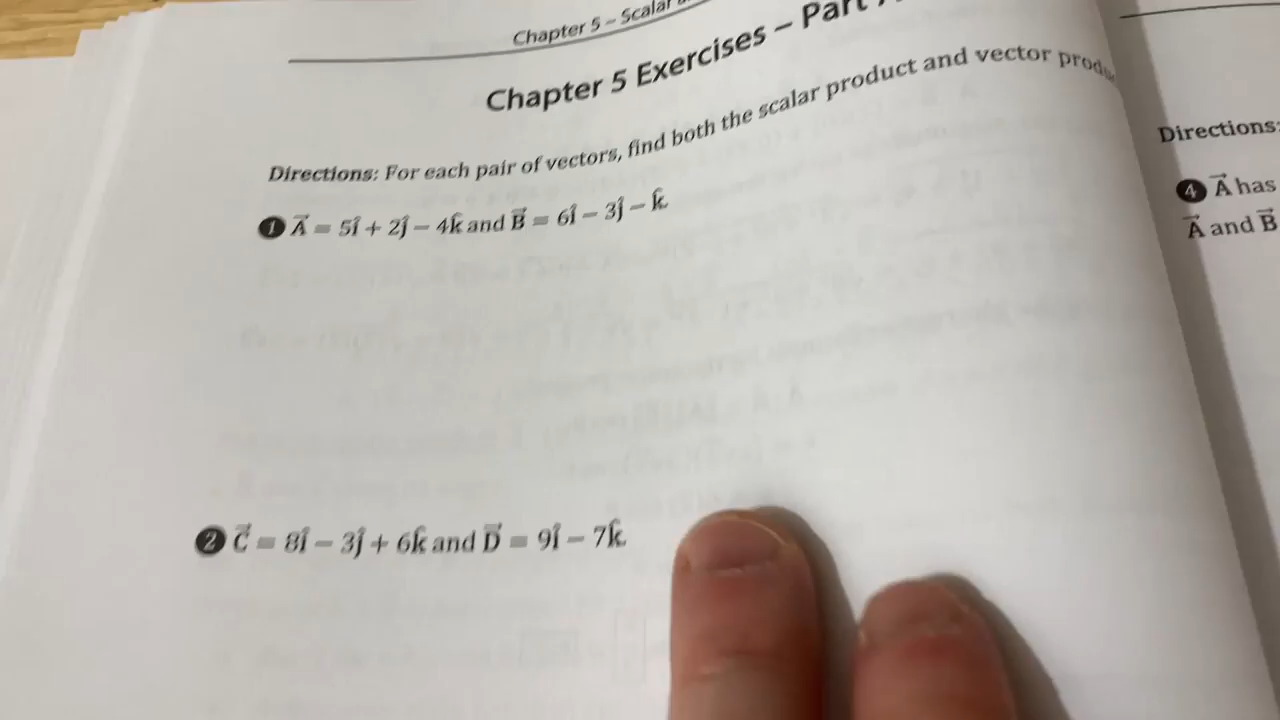 Chapter 5 – Scalar
Chapter 5 Exercises – Part
Directions: For each pair of vectors, find both the scalar product and vector
❶ A⃗ = 5î + 2ĵ – 4k̂ and B⃗ = 6î – 3ĵ – k̂.
❷ C⃗ = 8î – 3ĵ + 6k̂ and D⃗ = 9î – 7k̂.
Directions:
❹ A⃗ has
A⃗ and B⃗